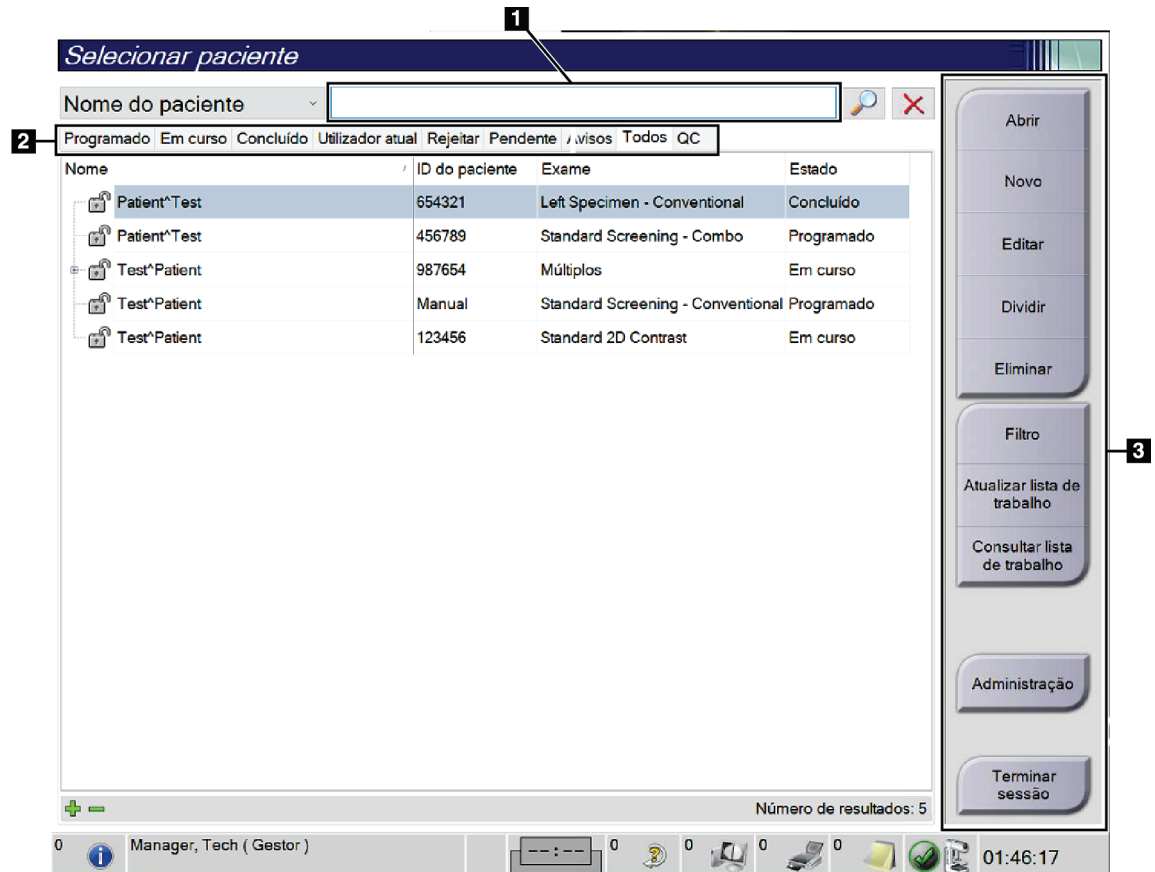 1
Selecionar paciente
Nome do paciente
2
Programado Em curso Concluído Utilizador atual Rejeitar Pendente Avisos Todos QC
Nome ID do paciente Exame Estado
Patient^Test 654321 Left Specimen - Conventional Concluído
Patient^Test 456789 Standard Screening - Combo Programado
Test^Patient 987654 Múltiplos Em curso
Test^Patient Manual Standard Screening - Conventional Programado
Test^Patient 123456 Standard 2D Contrast Em curso
Número de resultados: 5
Abrir
Novo
Editar
Dividir
Eliminar
Filtro
Atualizar lista de
trabalho
Consultar lista
de trabalho
Administração
Terminar
sessão
3
0 Manager, Tech ( Gestor ) --:-- 0 0 0 0 01:46:17